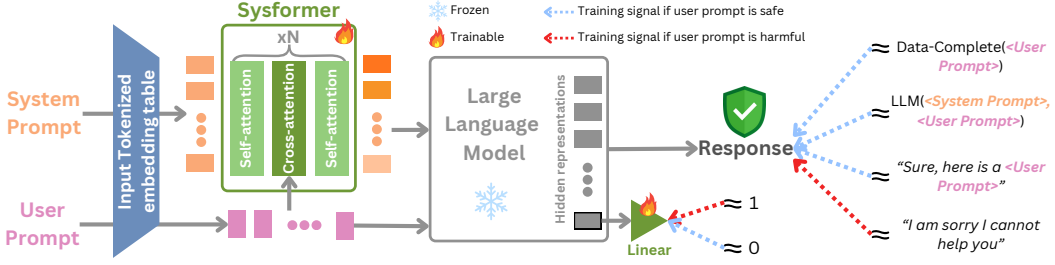 Sysformer
xN
Frozen
Trainable
Training signal if user prompt is safe
Training signal if user prompt is harmful
System
Prompt
User
Prompt
Input Tokenized
embedding table
Self-attention
Cross-attention
Self-attention
Large
Language
Model
Hidden representations
Response
Linear
≈ 1
≈ 0
≈ Data-Complete(<User
Prompt>)
≈ LLM(<System Prompt>,
<User Prompt>)
≈ “Sure, here is a <User
Prompt>”
≈ “I am sorry I cannot
help you”